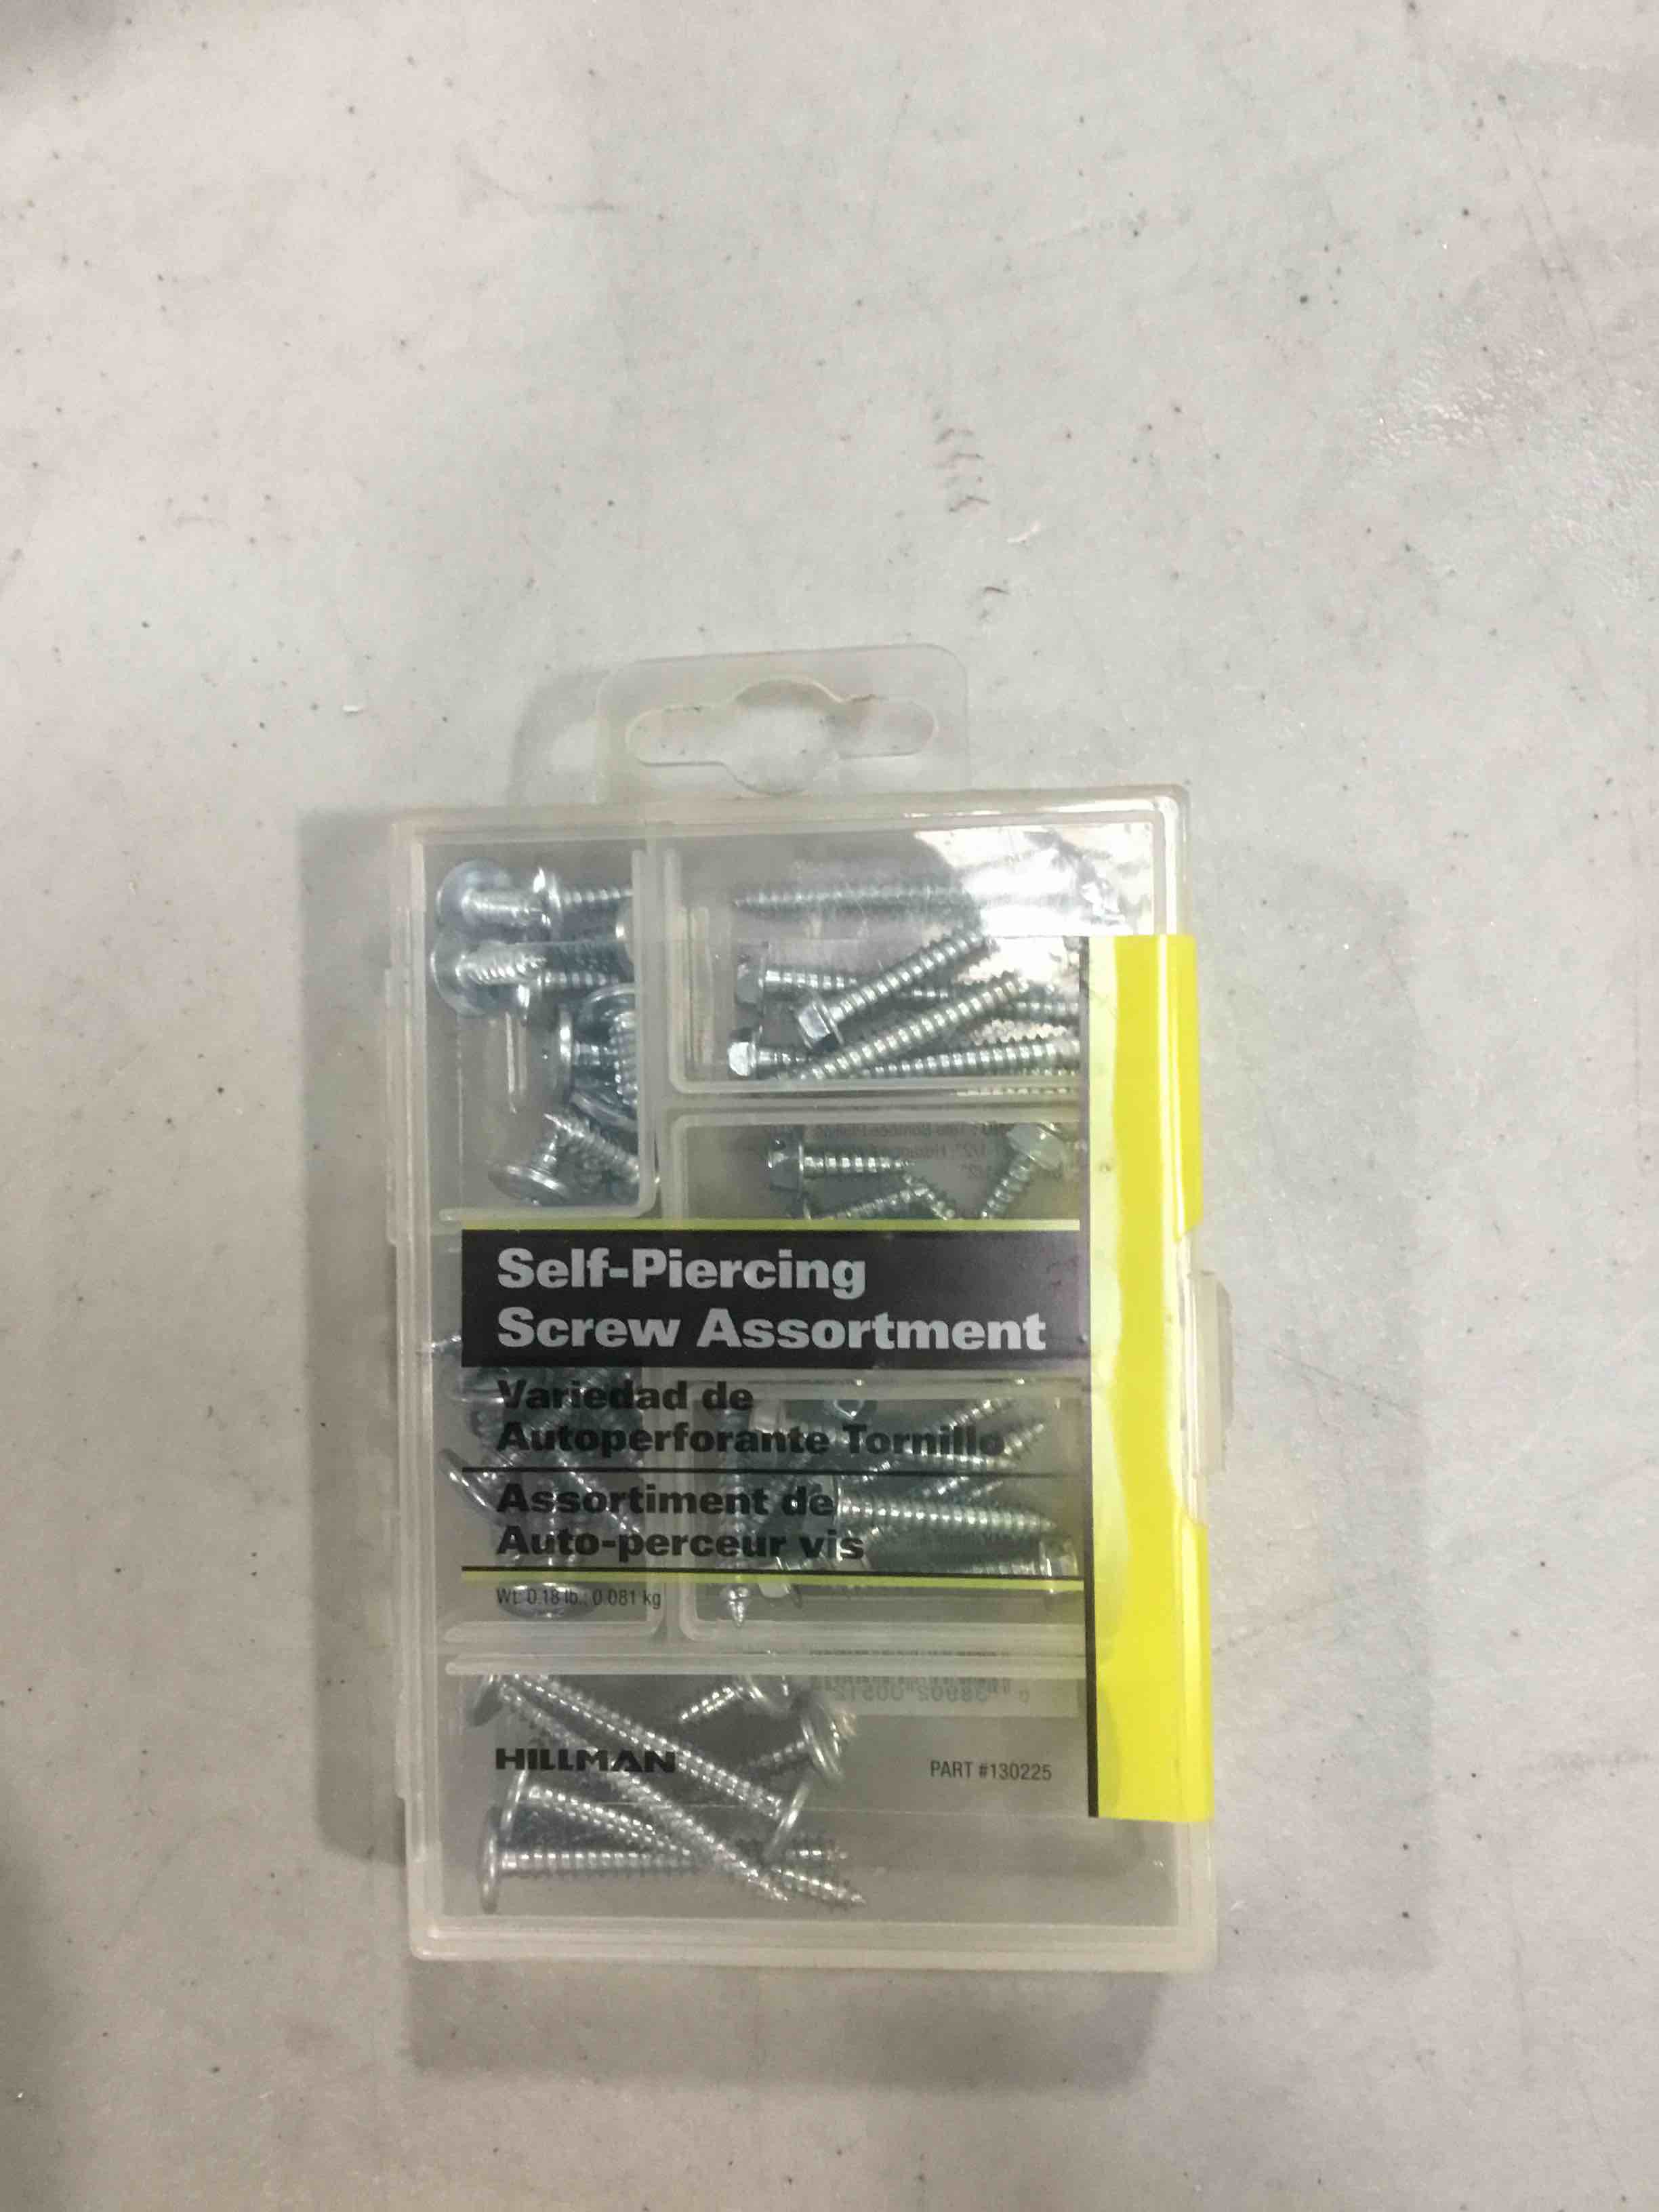 Self-Piercing
Screw Assortment
Variedad de
Autoperforante Tornillo
Assortiment de
Auto-perceur vis
Wt. 0.18 lb.; 0.081 kg
HILLMAN
PART #130225